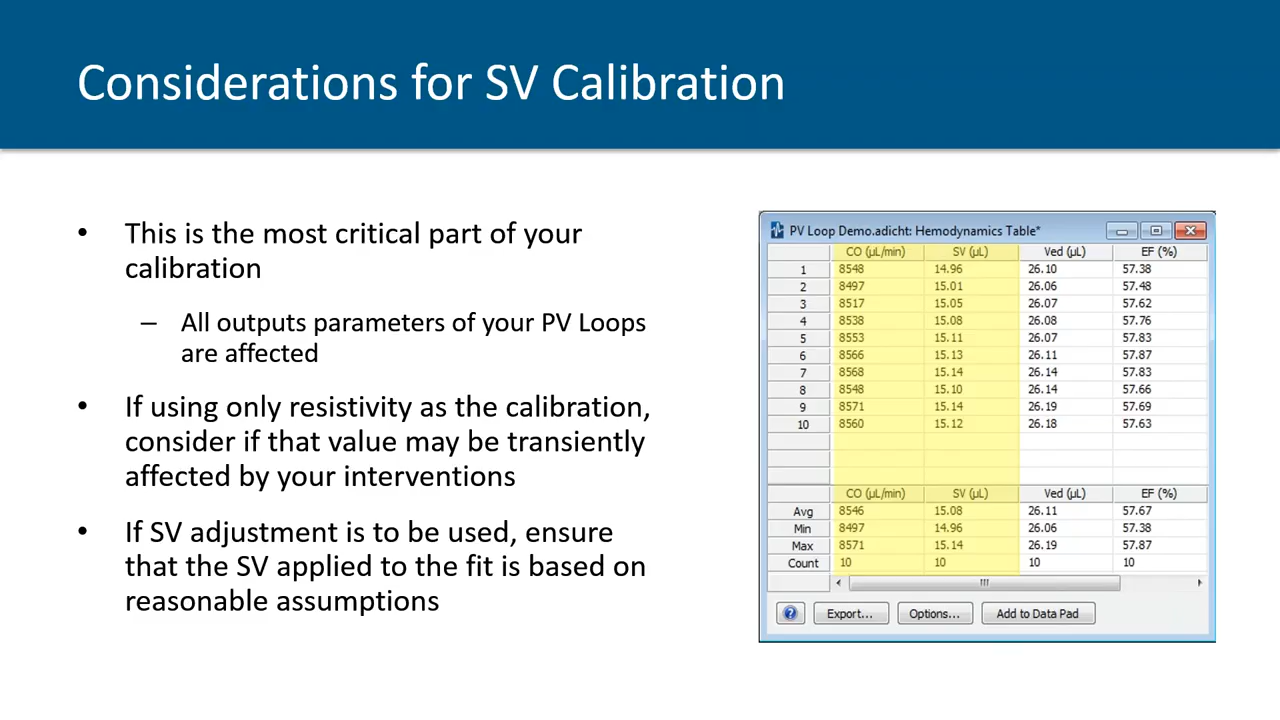 Considerations for SV Calibration
• This is the most critical part of your
calibration
– All outputs parameters of your PV Loops
are affected
• If using only resistivity as the calibration,
consider if that value may be transiently
affected by your interventions
• If SV adjustment is to be used, ensure
that the SV applied to the fit is based on
reasonable assumptions
PV Loop Demo.adicht: Hemodynamics Table*
CO (µL/min) SV (µL) Ved (µL) EF (%)
1 8548 14.96 26.10 57.38
2 8497 15.01 26.06 57.48
3 8517 15.05 26.07 57.62
4 8538 15.08 26.08 57.76
5 8553 15.11 26.07 57.83
6 8566 15.13 26.11 57.87
7 8568 15.14 26.14 57.83
8 8548 15.10 26.14 57.66
9 8571 15.14 26.19 57.69
10 8560 15.12 26.18 57.63
CO (µL/min) SV (µL) Ved (µL) EF (%)
Avg 8546 15.08 26.11 57.67
Min 8497 14.96 26.06 57.38
Max 8571 15.14 26.19 57.87
Count 10 10 10 10
? Export... Options... Add to Data Pad